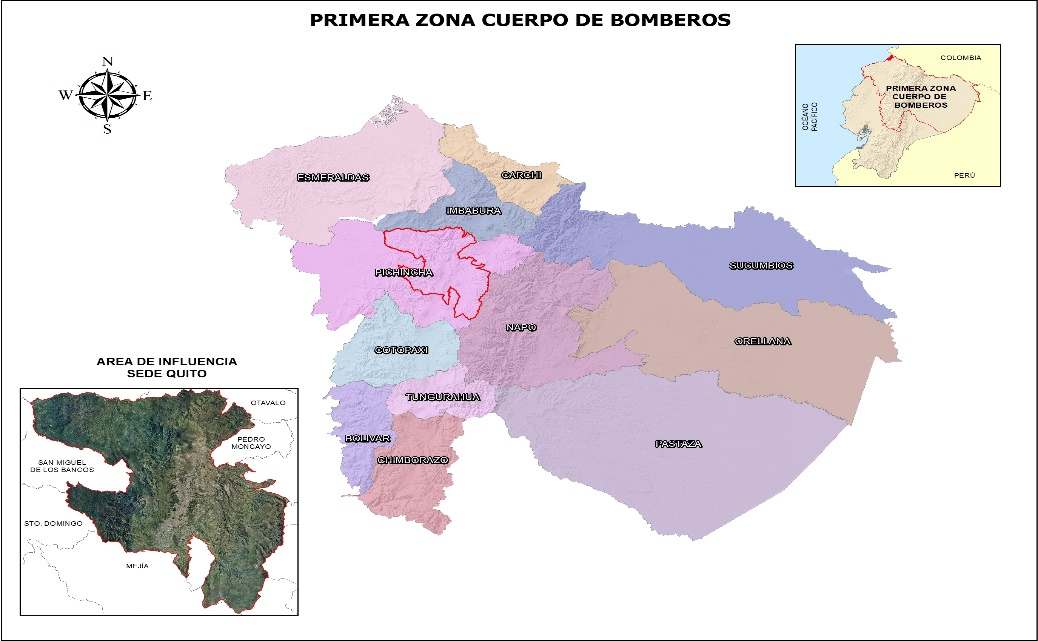 PRIMERA ZONA CUERPO DE BOMBEROS
N
W E
S
COLOMBIA
PRIMERA ZONA
CUERPO DE
BOMBEROS
OCÉANO
PACIFICO
PERÚ
ESMERALDAS
CARCHI
IMBABURA
SUCUMBIOS
PICHINCHA
NAPO
ORELLANA
COTOPAXI
TUNGURAHUA
BOLIVAR
PASTAZA
CHIMBORAZO
AREA DE INFLUENCIA
SEDE QUITO
OTAVALO
PEDRO
MONCAYO
SAN MIGUEL
DE LOS BANCOS
STO. DOMINGO
MEJÍA